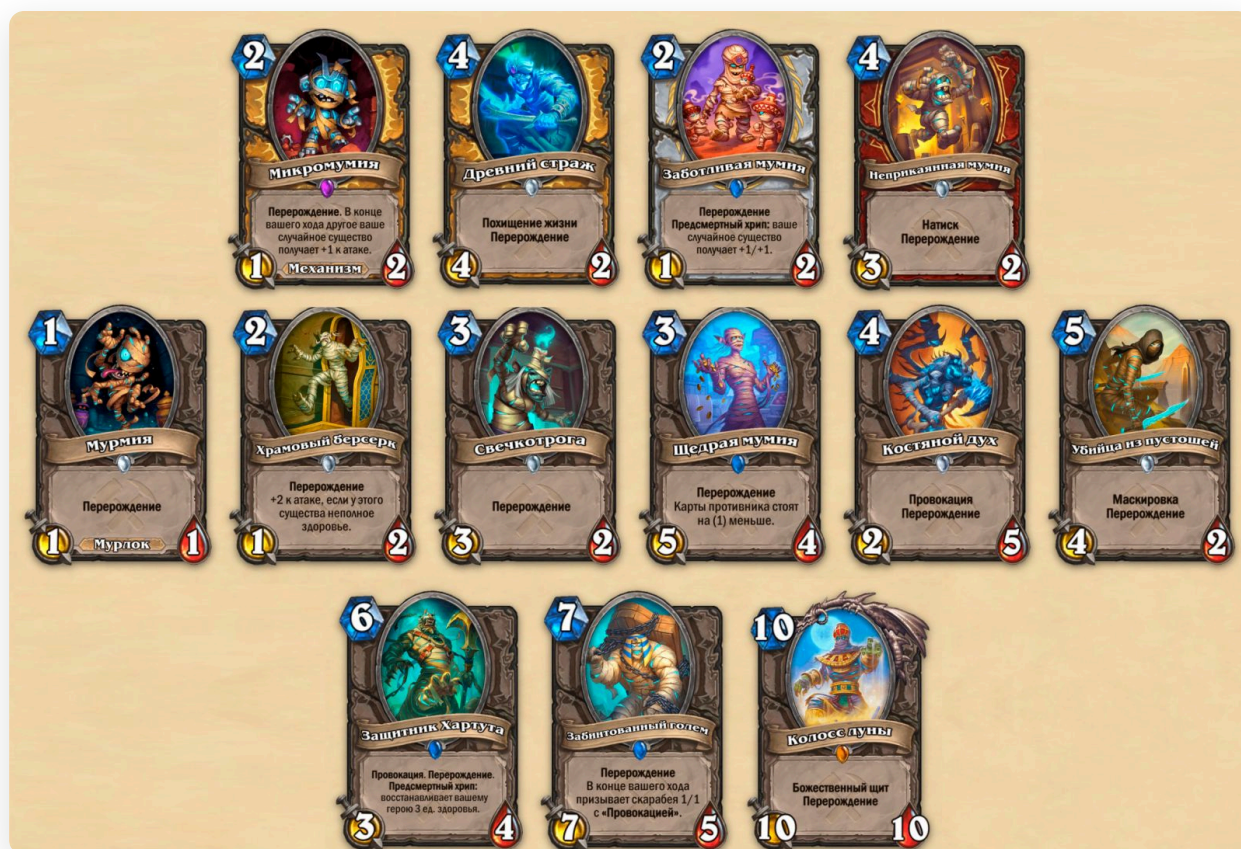 2
Микромумия
Перерождение. В конце
вашего хода другое ваше
случайное существо
получает +1 к атаке.
1
Механизм
2
4
Древний страж
Похищение жизни
Перерождение
4
2
2
Заботливая мумия
Перерождение
Предсмертный хрип: ваше
случайное существо
получает +1/+1.
1
2
4
Неприкаянная мумия
Натиск
Перерождение
3
2
1
Мурмия
Перерождение
1
Мурлок
1
2
Храмовый берсерк
Перерождение
+2 к атаке, если у этого
существа неполное
здоровье.
1
2
3
Свечкотрога
Перерождение
3
2
3
Щедрая мумия
Перерождение
Карты противника стоят
на (1) меньше.
5
4
4
Костяной дух
Провокация
Перерождение
2
5
5
Убийца из пустошей
Маскировка
Перерождение
4
2
6
Защитник Хартута
Провокация. Перерождение.
Предсмертный хрип:
восстанавливает вашему
герою 3 ед. здоровья.
3
4
7
Забинтованный голем
Перерождение
В конце вашего хода
призывает скарабея 1/1
с «Провокацией».
7
5
10
Колосс луны
Божественный щит
Перерождение
10
10